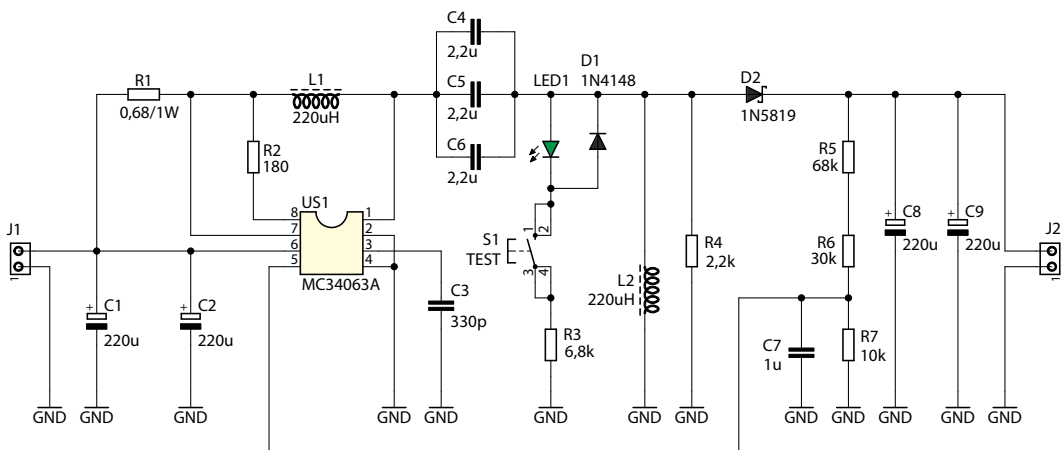 C4
2,2u
C5
2,2u
C6
2,2u
R1
0,68/1W
L1
220uH
R2
180
LED1
D1
1N4148
D2
1N5819
R5
68k
R6
30k
R7
10k
C7
1u
C8
220u
C9
220u
J2
1
R4
2,2k
L2
220uH
S1
TEST
1
2
3
4
R3
6,8k
US1
8
7
6
5
1
2
3
4
MC34063A
C3
330p
J1
1
C1
220u
C2
220u
GND
GND
GND
GND
GND
GND
GND
GND
GND
GND
GND
GND
GND